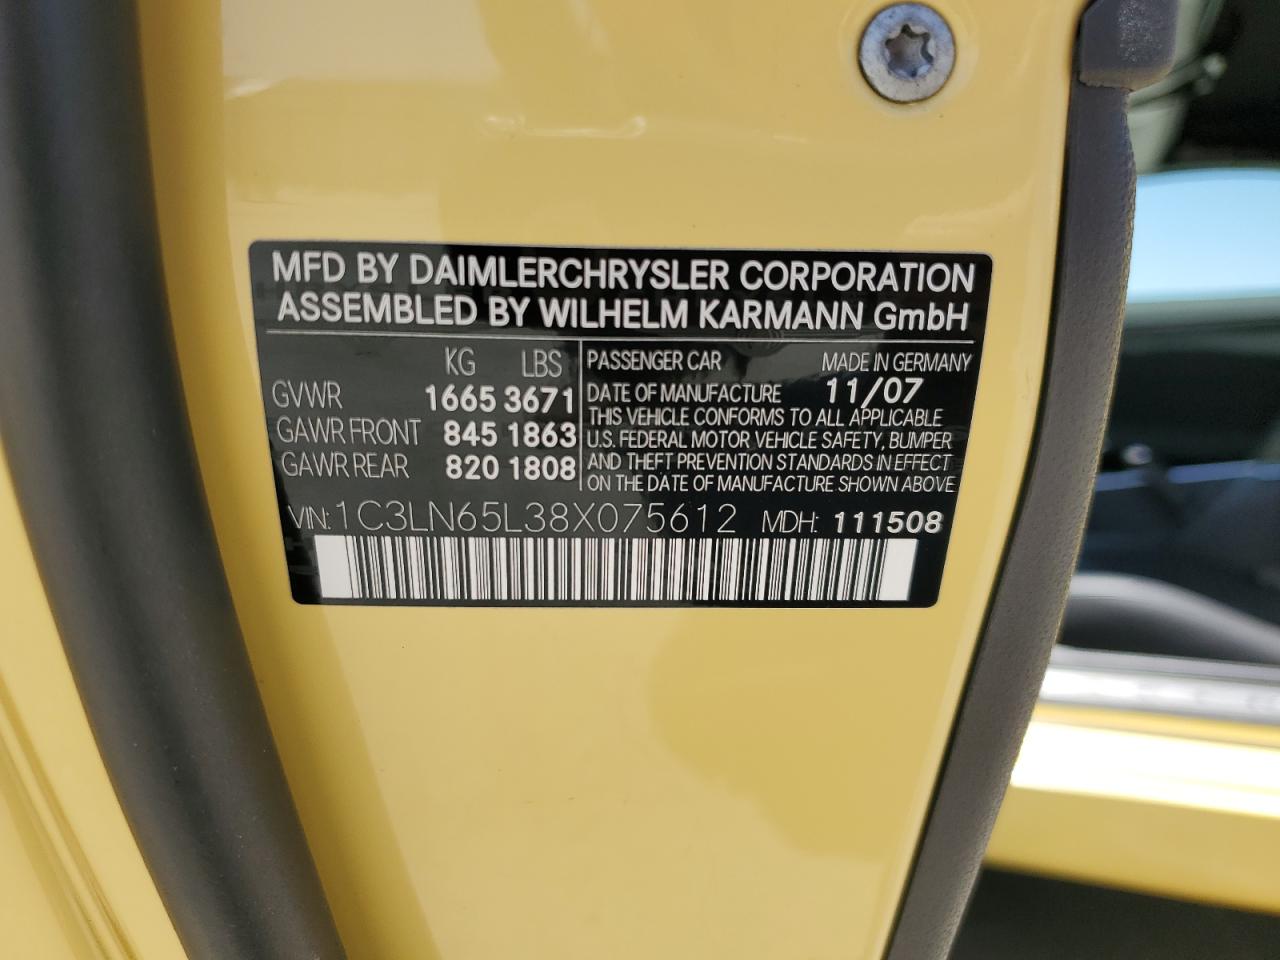 MFD BY DAIMLERCHRYSLER CORPORATION
ASSEMBLED BY WILHELM KARMANN GmbH
KG LBS
GVWR 1665 3671
GAWR FRONT 845 1863
GAWR REAR 820 1808
PASSENGER CAR MADE IN GERMANY
DATE OF MANUFACTURE 11/07
THIS VEHICLE CONFORMS TO ALL APPLICABLE
U.S. FEDERAL MOTOR VEHICLE SAFETY, BUMPER
AND THEFT PREVENTION STANDARDS IN EFFECT
ON THE DATE OF MANUFACTURE SHOWN ABOVE
VIN: 1C3LN65L38X075612 MDH: 111508